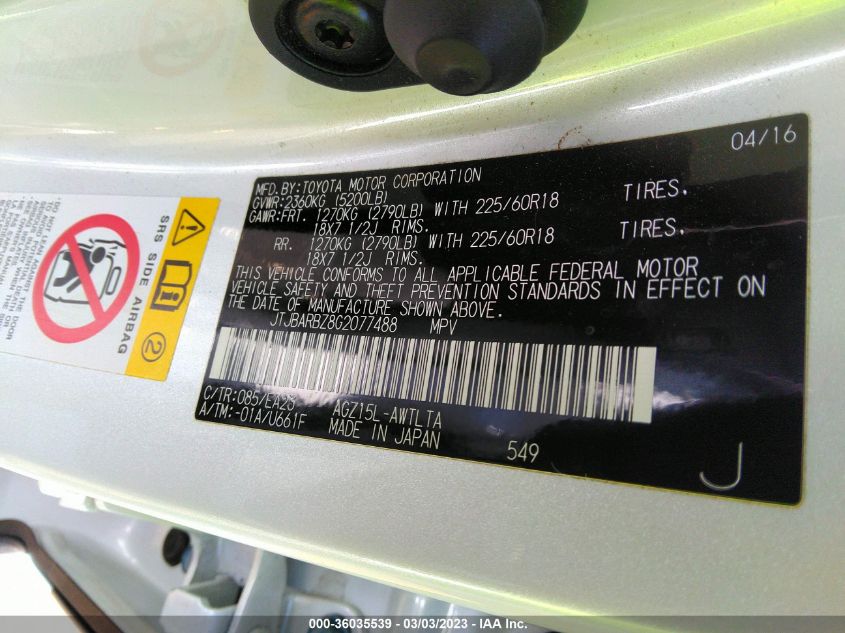 04/16
MFD. BY: TOYOTA MOTOR CORPORATION
GVWR: 2360KG (5200LB)
GAWR: FRT. 1270KG (2790LB) WITH 225/60R18 TIRES.
18X7 1/2J RIMS.
RR. 1270KG (2790LB) WITH 225/60R18 TIRES.
18X7 1/2J RIMS.
THIS VEHICLE CONFORMS TO ALL APPLICABLE FEDERAL MOTOR
VEHICLE SAFETY AND THEFT PREVENTION STANDARDS IN EFFECT ON
THE DATE OF MANUFACTURE SHOWN ABOVE.
JTJBARBZ8G2077488 MPV
C/TR: 085/EA28 AGZ15L-AWTLTA
A/TM: -01A/U661F MADE IN JAPAN
549
J
SRS SIDE AIRBAG
2
000-36035539 - 03/03/2023 - IAA Inc.